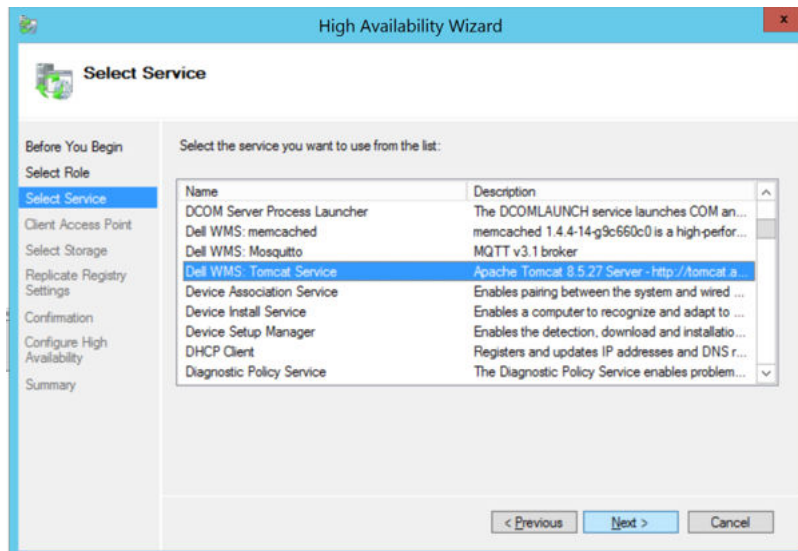 High Availability Wizard
x
Select Service
Before You Begin
Select Role
Select Service
Client Access Point
Select Storage
Replicate Registry
Settings
Confirmation
Configure High
Availability
Summary
Select the service you want to use from the list:
Name Description
DCOM Server Process Launcher The DCOMLAUNCH service launches COM an...
Dell WMS: memcached memcached 1.4.4-14-g9c660c0 is a high-perfor...
Dell WMS: Mosquitto MQTT v3.1 broker
Dell WMS: Tomcat Service Apache Tomcat 8.5.27 Server - http://tomcat.a...
Device Association Service Enables pairing between the system and wired ...
Device Install Service Enables a computer to recognize and adapt to ...
Device Setup Manager Enables the detection, download and installatio...
DHCP Client Registers and updates IP addresses and DNS r...
Diagnostic Policy Service The Diagnostic Policy Service enables problem...
< Previous Next > Cancel